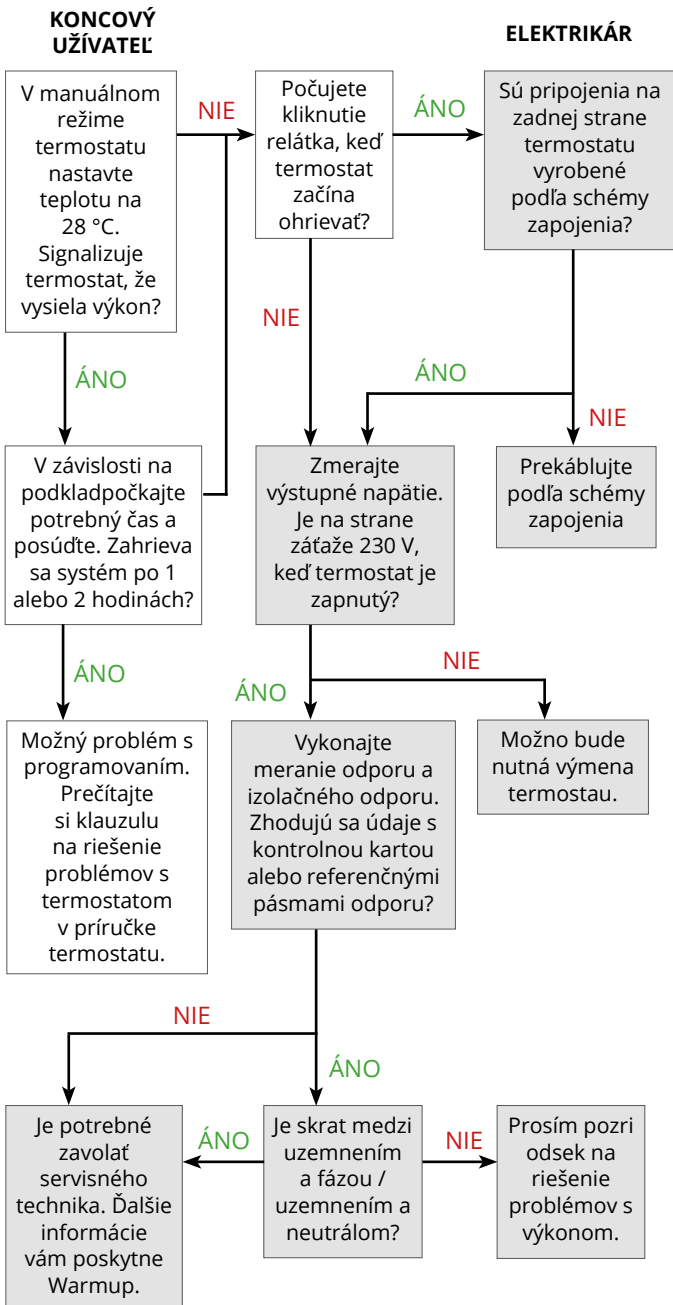 KONCOVÝ
UŽÍVATEĽ
ELEKTRIKÁR
V manuálnom
režime
termostatu
nastavte
teplotu na
28 °C.
Signalizuje
termostat, že
vysiela výkon?
NIE
Počujete
kliknutie
relátka, keď
termostat
začína
ohrievať?
ÁNO
Sú pripojenia na
zadnej strane
termostatu
vyrobené
podľa schémy
zapojenia?
NIE
ÁNO
ÁNO
NIE
V závislosti na
podkladpočkajte
potrebný čas a
posúďte. Zahrieva
sa systém po 1
alebo 2 hodinách?
Zmerajte
výstupné napätie.
Je na strane
záťaže 230 V,
keď termostat je
zapnutý?
Prekáblujte
podľa schémy
zapojenia
ÁNO
ÁNO
NIE
Možný problém s
programovaním.
Prečítajte
si klauzulu
na riešenie
problémov s
termostatom
v príručke
termostatu.
Vykonajte
meranie odporu a
izolačného odporu.
Zhodujú sa údaje s
kontrolnou kartou
alebo referenčnými
pásmami odporu?
Možno bude
nutná výmena
termostau.
NIE
ÁNO
Je potrebné
zavolať
servisného
technika. Ďalšie
informácie
vám poskytne
Warmup.
ÁNO
Je skrat medzi
uzemnením
a fázou /
uzemnením a
neutrálom?
NIE
Prosím pozri
odsek na
riešenie
problémov s
výkonom.